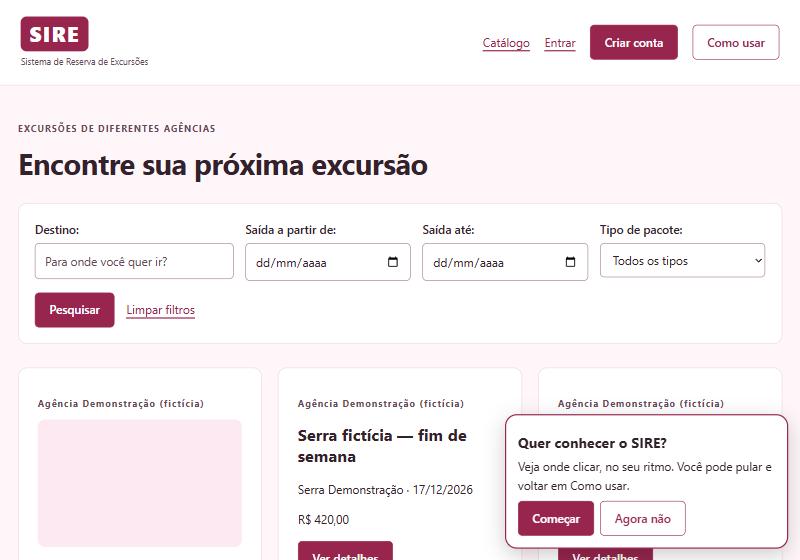 SIRE
Sistema de Reserva de Excursões
Catálogo
Entrar
Criar conta
Como usar
EXCURSÕES DE DIFERENTES AGÊNCIAS
Encontre sua próxima excursão
Destino:
Saída a partir de:
Saída até:
Tipo de pacote:
Para onde você quer ir?
dd/mm/aaaa
dd/mm/aaaa
Todos os tipos
Pesquisar
Limpar filtros
Agência Demonstração (fictícia)
Agência Demonstração (fictícia)
Serra fictícia — fim de
semana
Serra Demonstração · 17/12/2026
R$ 420,00
Ver detalhes
Agência Demonstração (fictícia)
Quer conhecer o SIRE?
Veja onde clicar, no seu ritmo. Você pode pular e
voltar em Como usar.
Começar
Agora não
Ver detalhes